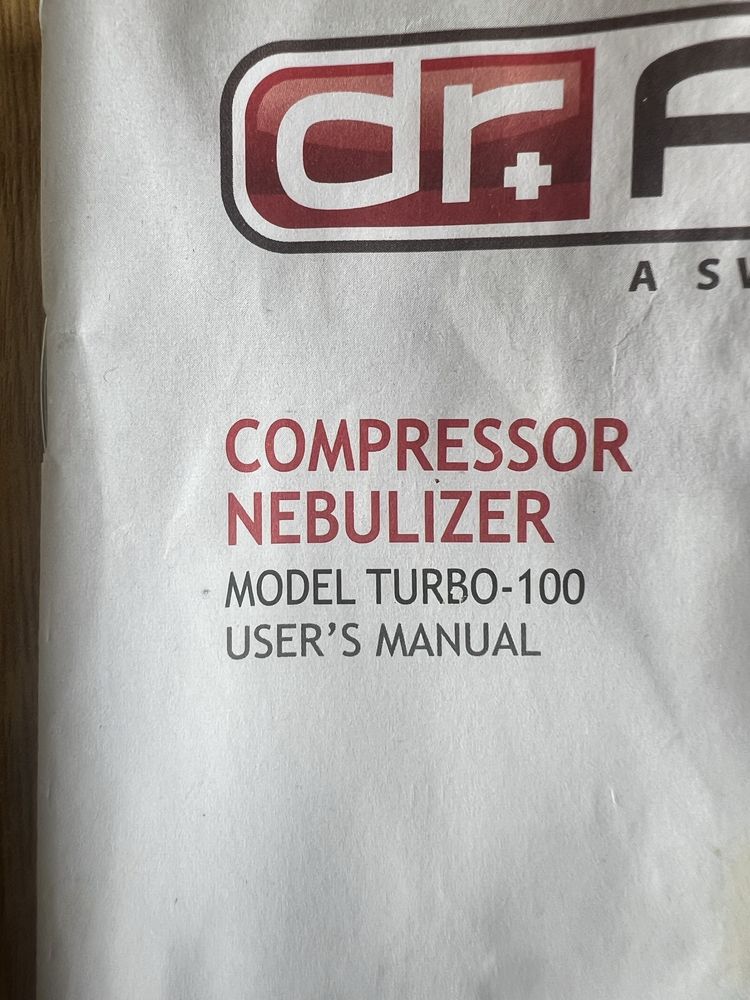 dr.
A
COMPRESSOR
NEBULIZER
MODEL TURBO-100
USER’S MANUAL